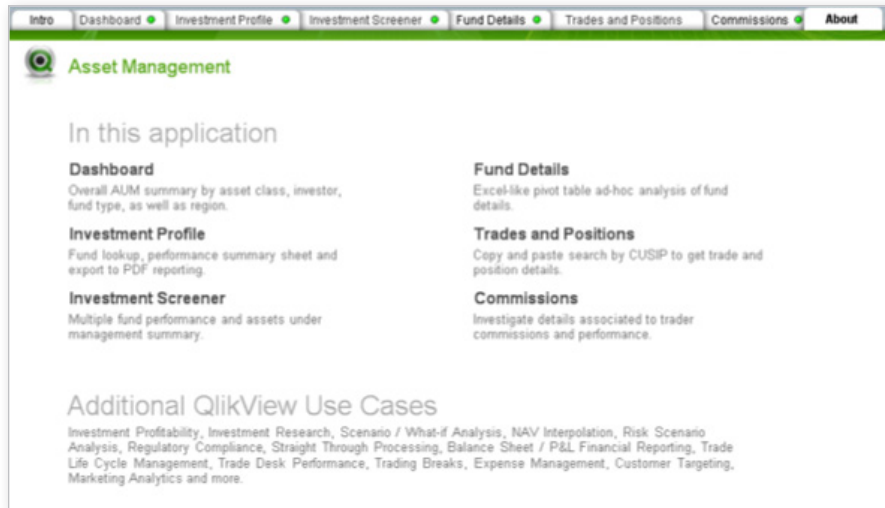 Intro Dashboard Investment Profile Investment Screener Fund Details Trades and Positions Commissions About
Asset Management
In this application
Dashboard
Overall AUM summary by asset class, investor,
fund type, as well as region.
Investment Profile
Fund lookup, performance summary sheet and
export to PDF reporting.
Investment Screener
Multiple fund performance and assets under
management summary.
Fund Details
Excel-like pivot table ad-hoc analysis of fund
details.
Trades and Positions
Copy and paste search by CUSIP to get trade and
position details.
Commissions
Investigate details associated to trader
commissions and performance.
Additional QlikView Use Cases
Investment Profitability, Investment Research, Scenario / What-if Analysis, NAV Interpolation, Risk Scenario
Analysis, Regulatory Compliance, Straight Through Processing, Balance Sheet / P&L Financial Reporting, Trade
Life Cycle Management, Trade Desk Performance, Trading Breaks, Expense Management, Customer Targeting,
Marketing Analytics and more.